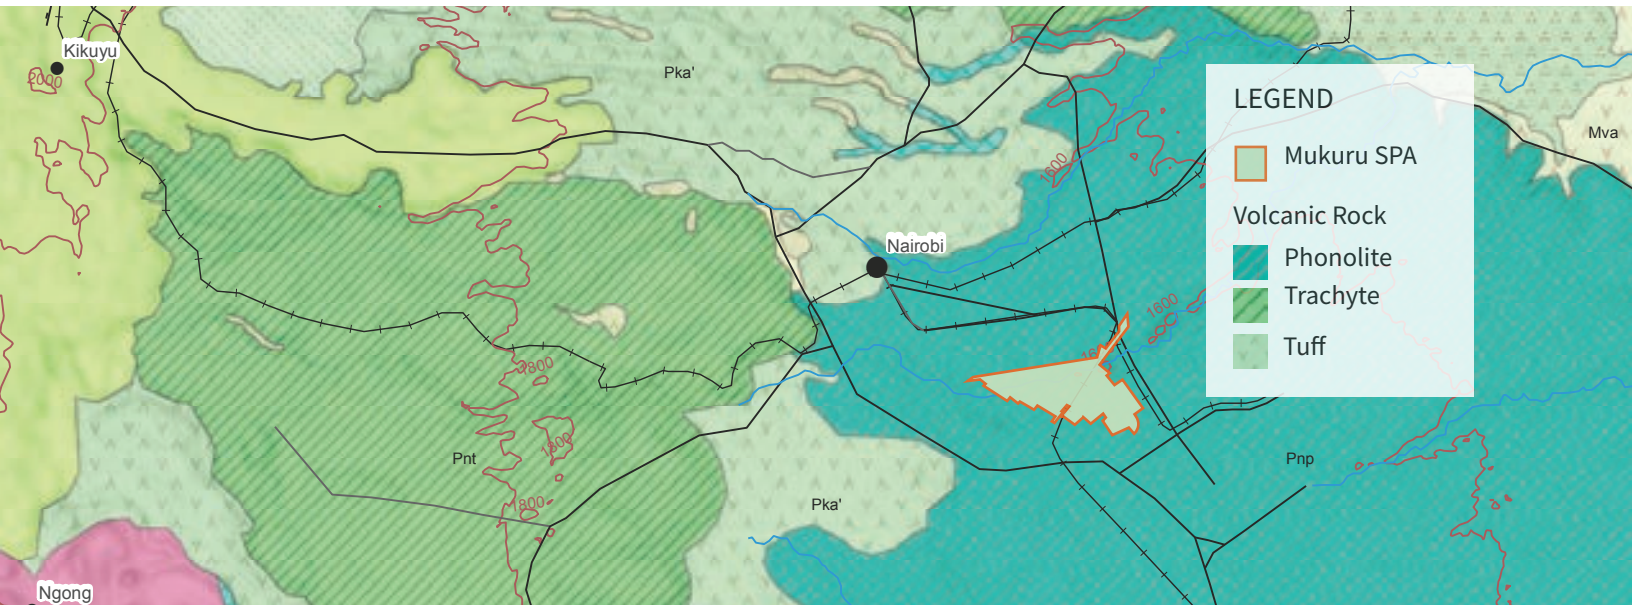 Kikuyu
2000
Pka'
Mva
1600
LEGEND
Mukuru SPA
Volcanic Rock
Phonolite
Trachyte
Tuff
Nairobi
1600
1800
1800
Pnt
Pnp
1800
Pka'
Ngong